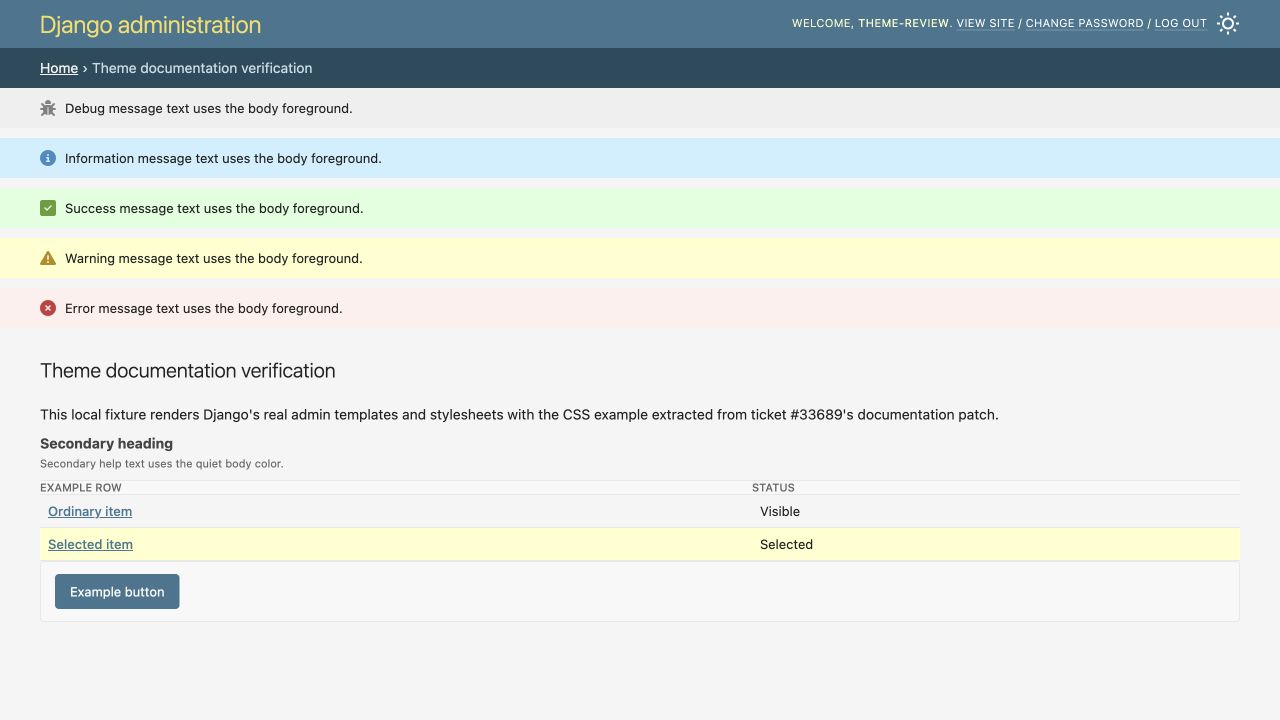 Django administration
WELCOME, THEME-REVIEW. VIEW SITE / CHANGE PASSWORD / LOG OUT
Home › Theme documentation verification
Debug message text uses the body foreground.
Information message text uses the body foreground.
Success message text uses the body foreground.
Warning message text uses the body foreground.
Error message text uses the body foreground.
Theme documentation verification
This local fixture renders Django's real admin templates and stylesheets with the CSS example extracted from ticket #33689's documentation patch.
Secondary heading
Secondary help text uses the quiet body color.
EXAMPLE ROW STATUS
Ordinary item Visible
Selected item Selected
Example button